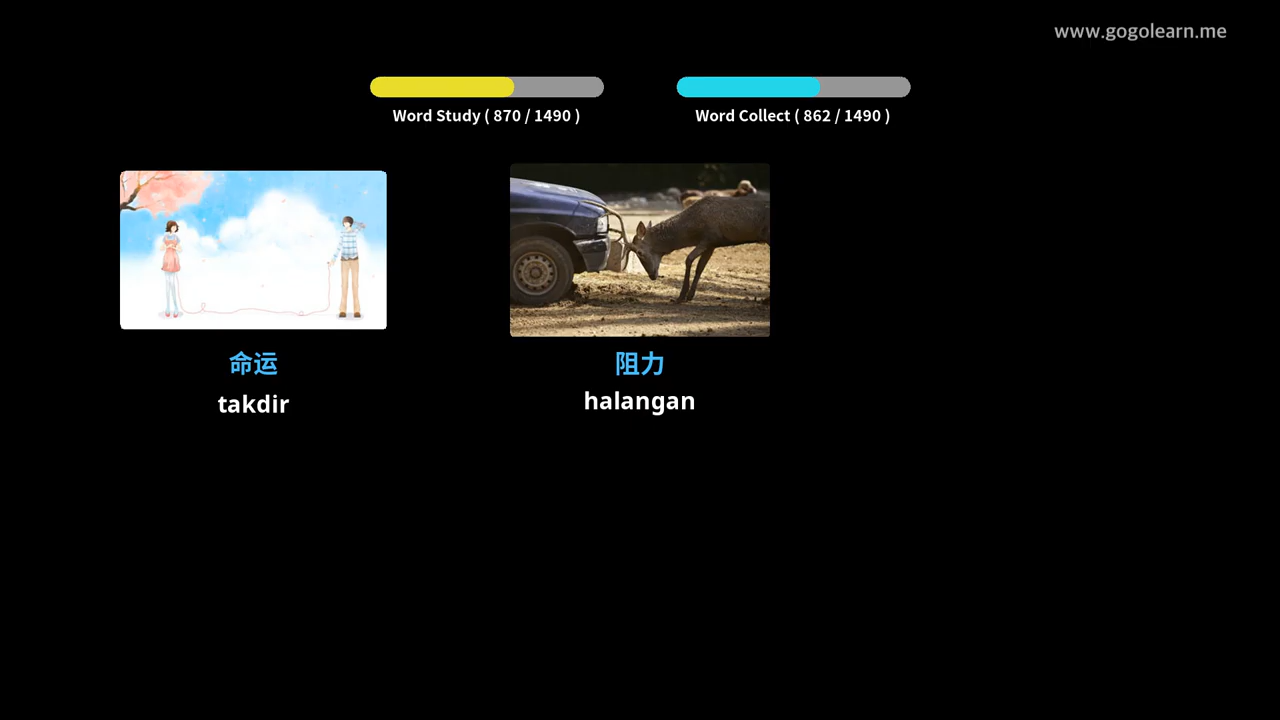 www.gogolearn.me
Word Study ( 870 / 1490 )
Word Collect ( 862 / 1490 )
命运
takdir
阻力
halangan